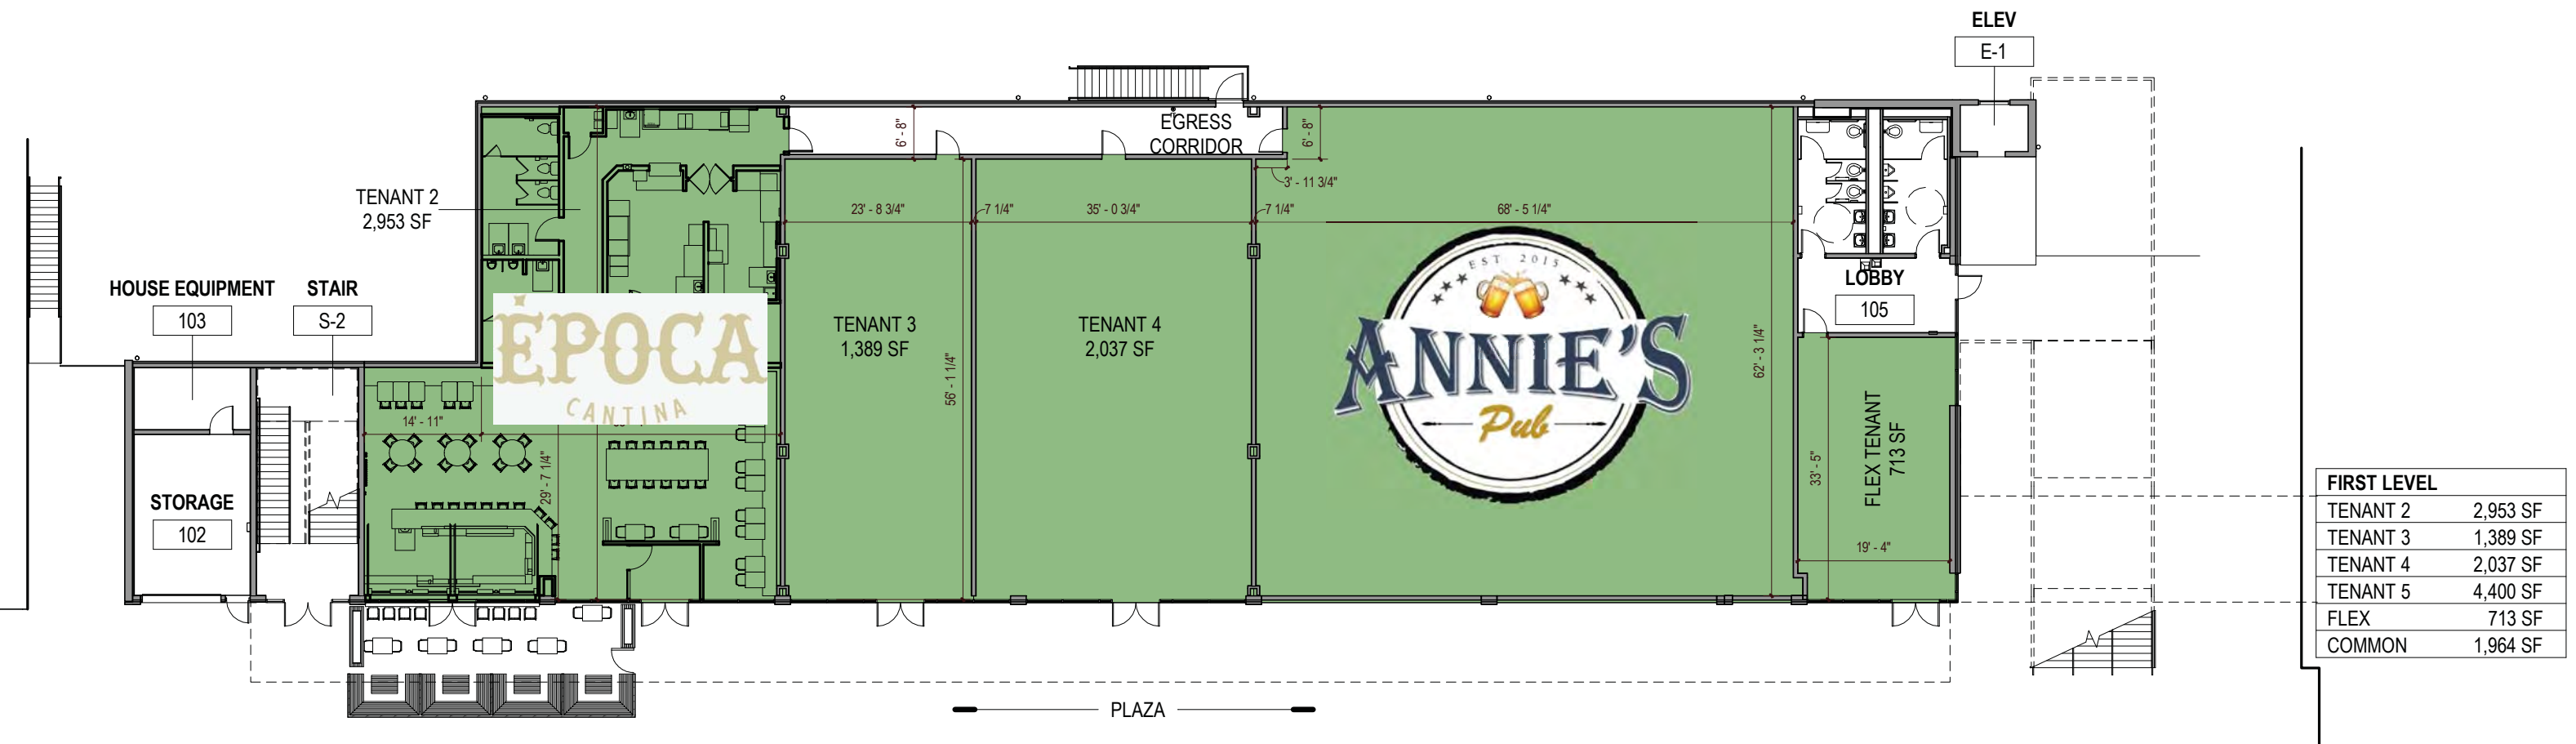 ELEV
E-1
EGRESS
CORRIDOR
6' - 8"
6' - 8"
3' - 11 3/4"
TENANT 2
2,953 SF
23' - 8 3/4"
7 1/4"
35' - 0 3/4"
7 1/4"
68' - 5 1/4"
HOUSE EQUIPMENT
103
STAIR
S-2
ÉPOCA
CANTINA
TENANT 3
1,389 SF
56' - 1 1/4"
TENANT 4
2,037 SF
EST. 2015
ANNIE'S
Pub
62' - 3 1/4"
LOBBY
105
14' - 11"
29' - 7 1/4"
STORAGE
102
33' - 5"
FLEX TENANT
713 SF
19' - 4"
FIRST LEVEL
TENANT 2 2,953 SF
TENANT 3 1,389 SF
TENANT 4 2,037 SF
TENANT 5 4,400 SF
FLEX 713 SF
COMMON 1,964 SF
PLAZA